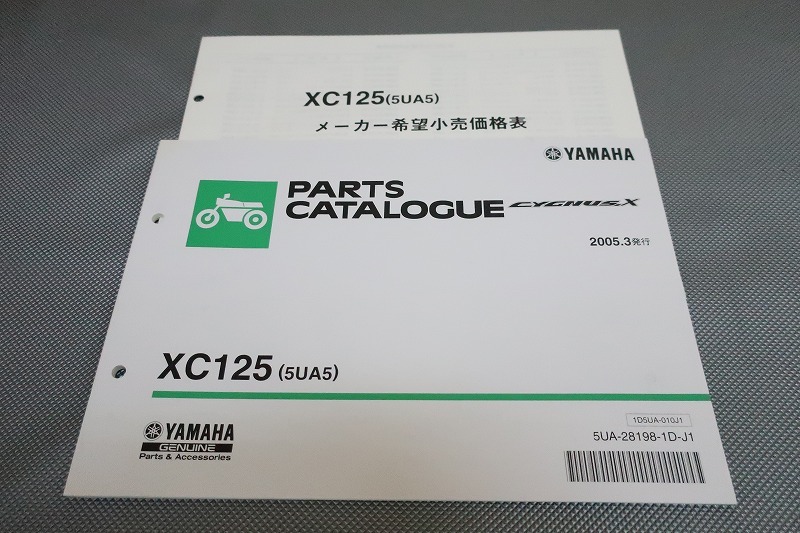 XC125(5UA5)
メーカー希望小売価格表
YAMAHA
PARTS
CATALOGUE CYGNUS.X
2005.3発行
XC125 (5UA5)
1D5UA-010J1
YAMAHA
GENUINE
Parts & Accessories
5UA-28198-1D-J1